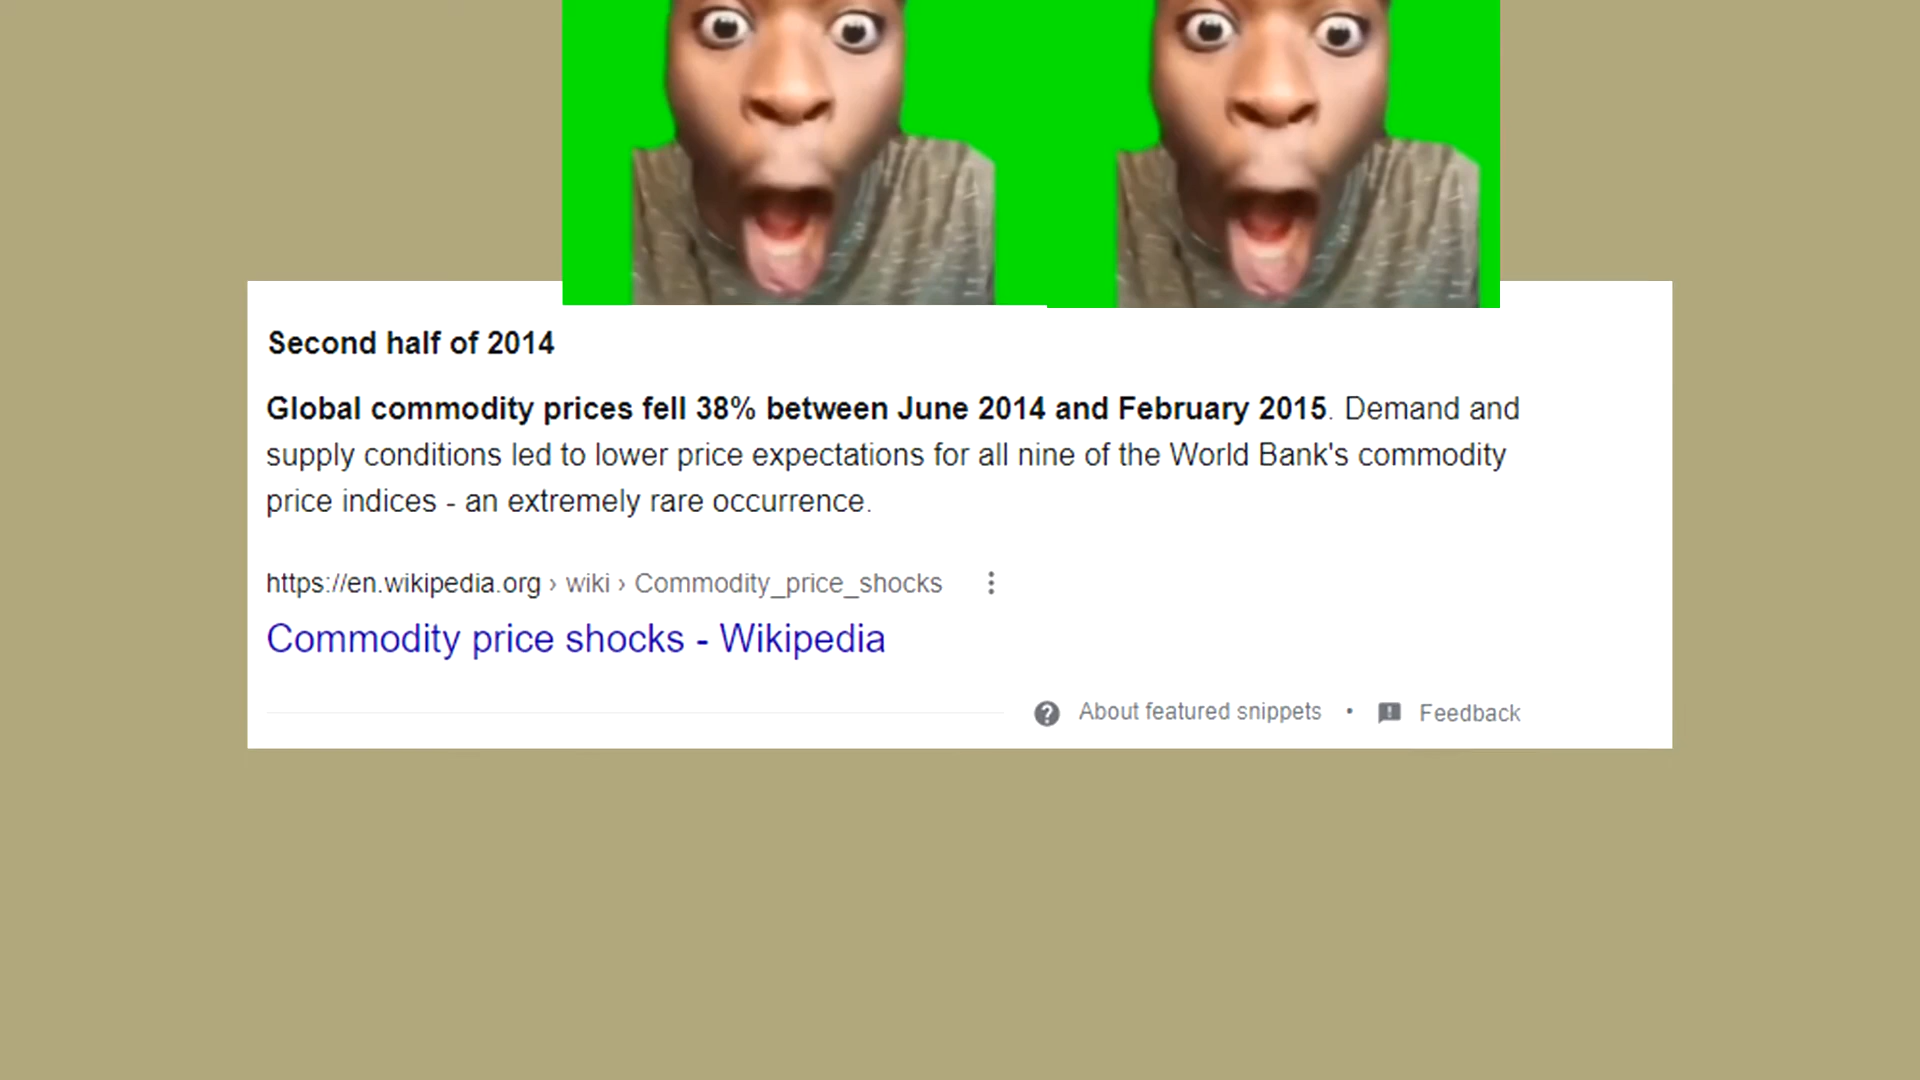 Second half of 2014
Global commodity prices fell 38% between June 2014 and February 2015. Demand and
supply conditions led to lower price expectations for all nine of the World Bank's commodity
price indices - an extremely rare occurrence.
https://en.wikipedia.org › wiki › Commodity_price_shocks
Commodity price shocks - Wikipedia
About featured snippets • Feedback